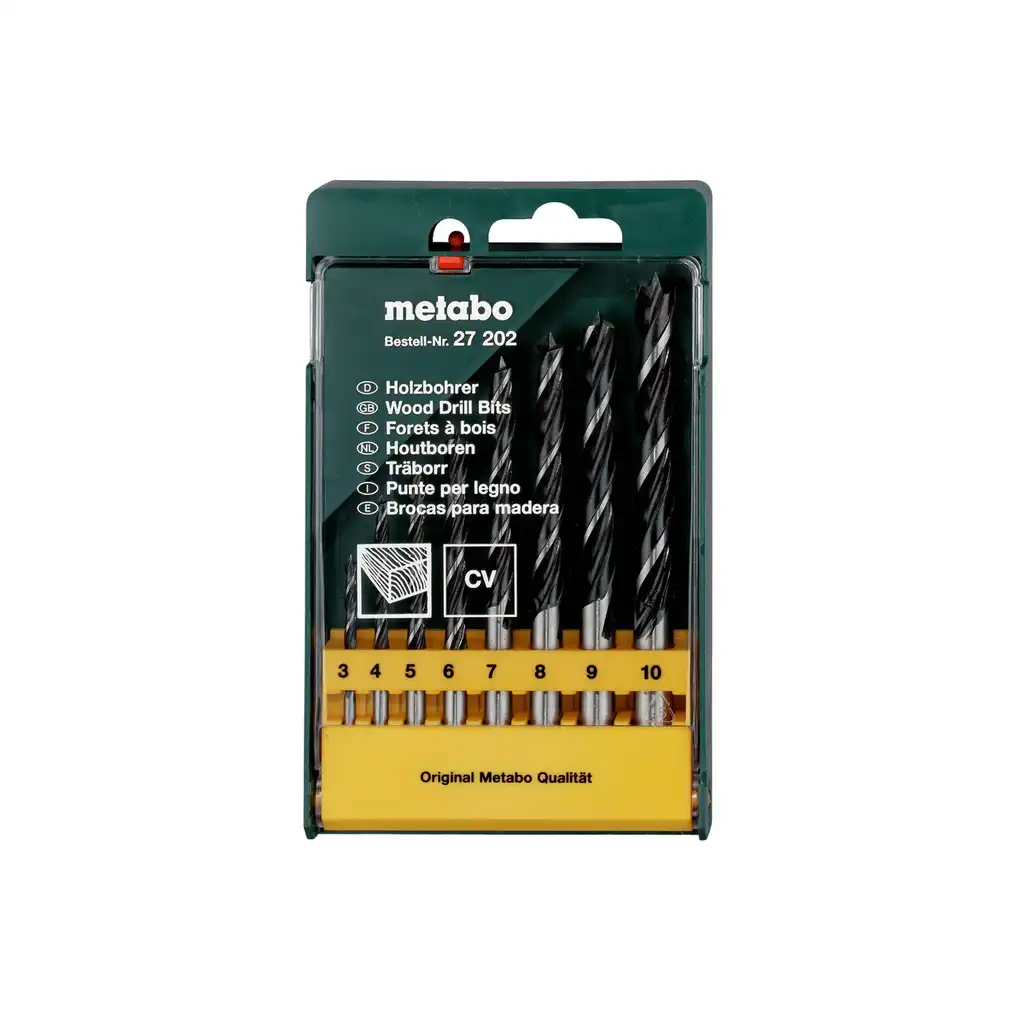 metabo
Bestell-Nr. 27 202
D Holzbohrer
GB Wood Drill Bits
F Forets à bois
NL Houtboren
S Träborr
I Punte per legno
E Brocas para madera
CV
3 4 5 6 7 8 9 10
Original Metabo Qualität